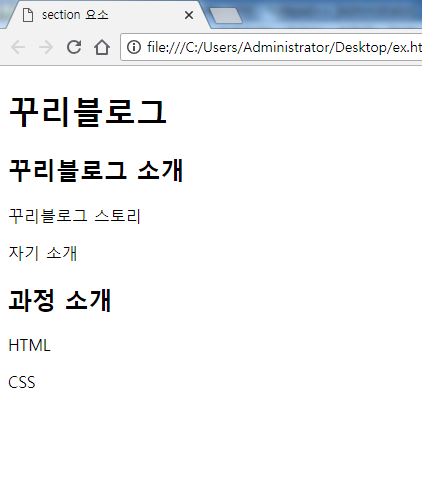 section 요소
file:///C:/Users/Administrator/Desktop/ex.ht
꾸리블로그
꾸리블로그 소개
꾸리블로그 스토리
자기 소개
과정 소개
HTML
CSS